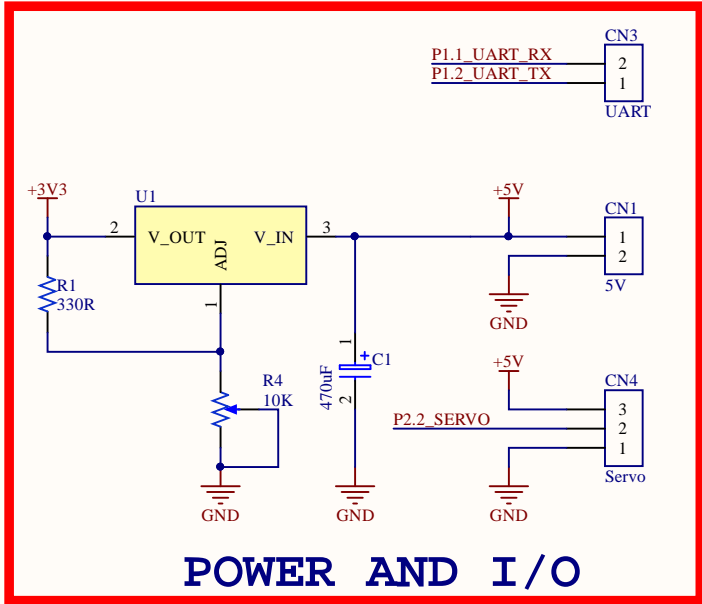 CN3
P1.1_UART_RX
2
P1.2_UART_TX
1
UART
+3V3
U1
+5V
CN1
2
V_OUT
ADJ
V_IN
3
1
2
R1
330R
1
5V
GND
R4
10K
1
+
C1
470uF
2
+5V
CN4
3
P2.2_SERVO
2
1
Servo
GND
GND
GND
POWER AND I/O